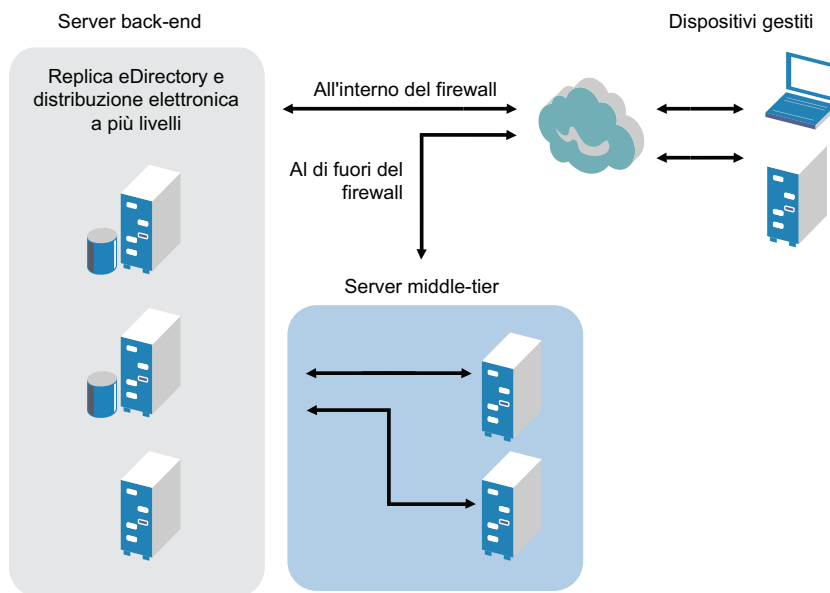 Server back-end
Dispositivi gestiti
Replica eDirectory e
distribuzione elettronica
a più livelli
All'interno del firewall
Al di fuori del
firewall
Server middle-tier